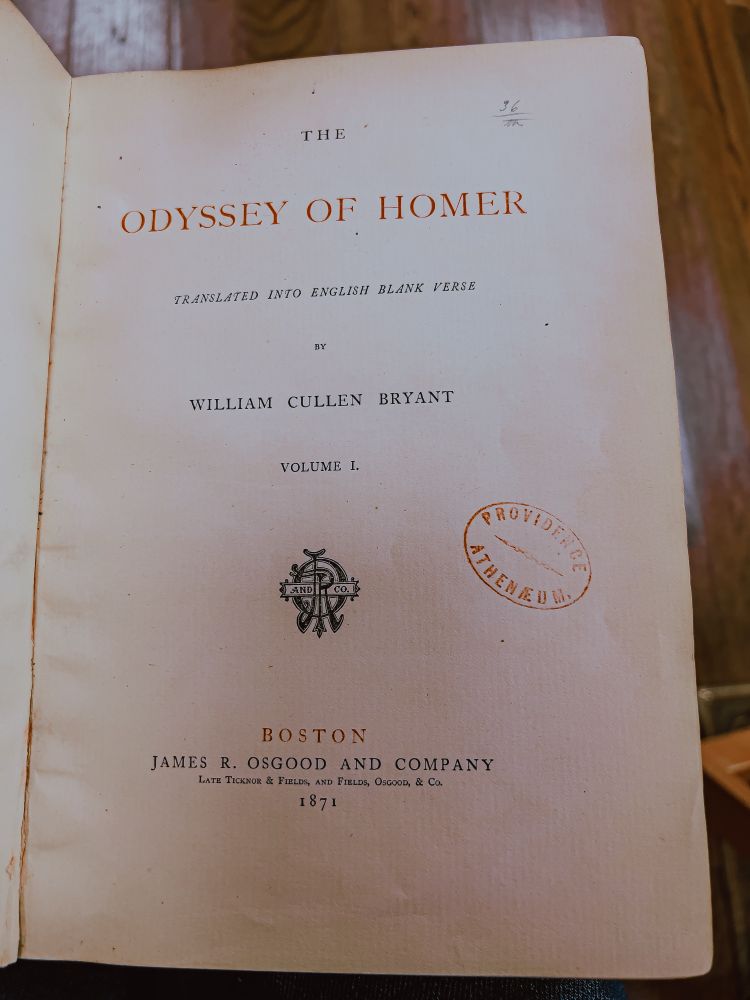 36
THE
ODYSSEY OF HOMER
TRANSLATED INTO ENGLISH BLANK VERSE
BY
WILLIAM CULLEN BRYANT
VOLUME I.
PROVIDENCE
ATHENÆUM.
AND CO.
BOSTON
JAMES R. OSGOOD AND COMPANY
LATE TICKNOR & FIELDS, AND FIELDS, OSGOOD, & CO.
1871